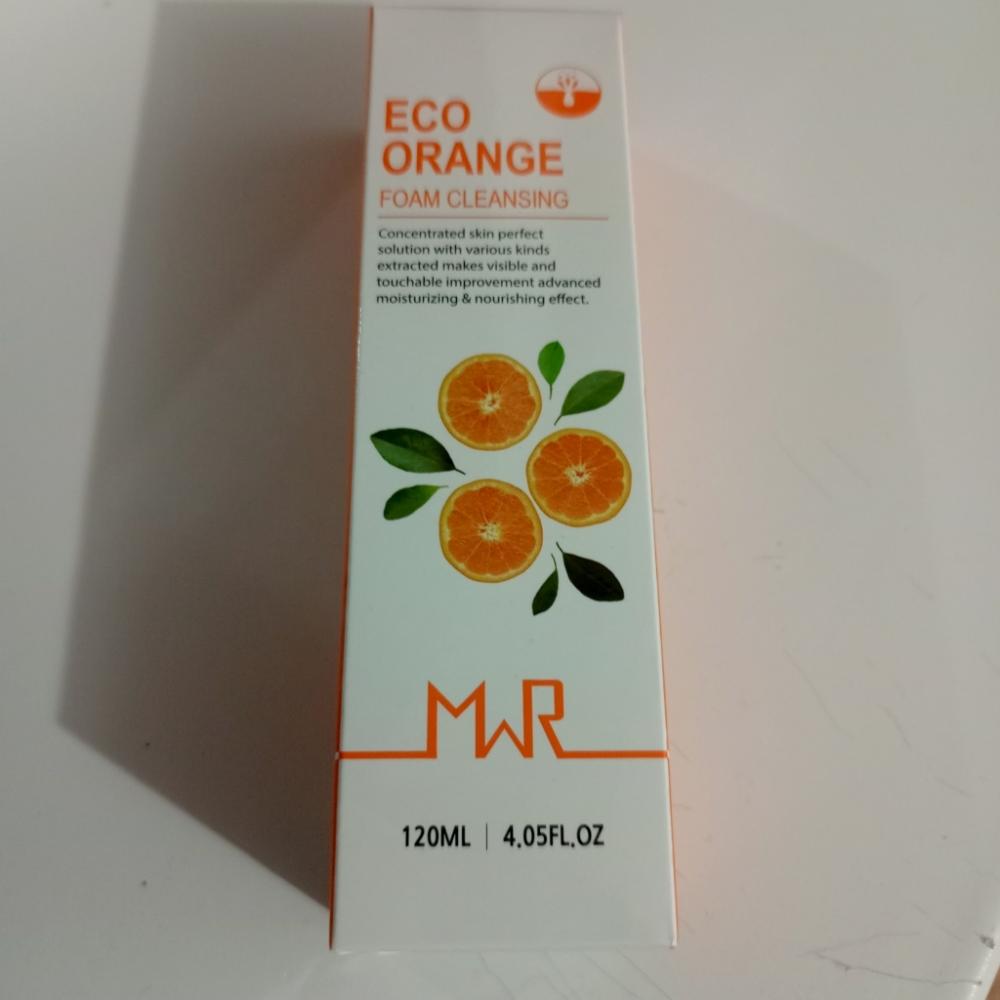 ECO
ORANGE
FOAM CLEANSING
Concentrated skin perfect
solution with various kinds
extracted makes visible and
touchable improvement advanced
moisturizing & nourishing effect.
MWR
120ML | 4.05FL.OZ